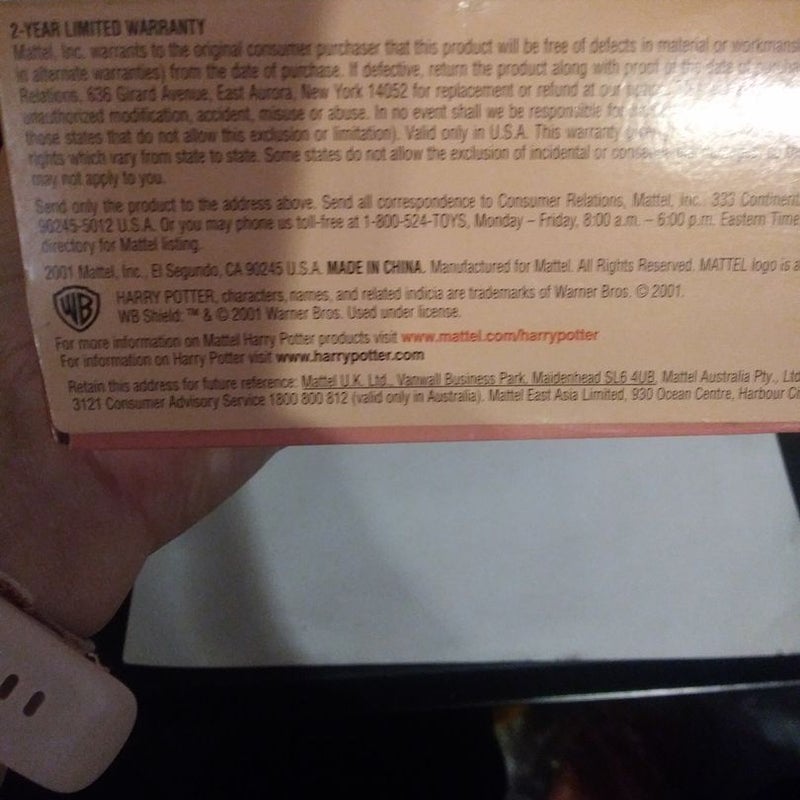 2-YEAR LIMITED WARRANTY
Mattel, Inc. warrants to the original consumer purchaser that this product will be free of defects in material or
in alternate warranties) from the date of purchase. If defective, return the product along with proof of the date of
Relations, 636 Girard Avenue, East Aurora, New York 14052 for replacement or refund at our
unauthorized modification, accident, misuse or abuse. In no event shall we be responsible for
those states that do not allow this exclusion or limitation). Valid only in U.S.A. This warranty
rights which vary from state to state. Some states do not allow the exclusion of incidental or
may not apply to you.
Send only the product to the address above. Send all correspondence to Consumer Relations, Mattel, Inc. 333
90245-5012 U.S.A. Or you may phone us toll-free at 1-800-524-TOYS, Monday – Friday, 8:00 a.m. – 6:00 p.m. Eastern Time
directory for Mattel listing.
2001 Mattel, Inc., El Segundo, CA 90245 U.S.A. MADE IN CHINA. Manufactured for Mattel. All Rights Reserved. MATTEL logo is
WB
HARRY POTTER, characters, names, and related indicia are trademarks of Warner Bros. © 2001.
WB Shield: ™ & © 2001 Warner Bros. Used under license.
For more information on Mattel Harry Potter products visit www.mattel.com/harrypotter
For information on Harry Potter visit www.harrypotter.com
Retain this address for future reference: Mattel U.K. Ltd., Vanwall Business Park, Maidenhead SL6 4UB. Mattel Australia Pty., Ltd
3121 Consumer Advisory Service 1800 800 812 (valid only in Australia). Mattel East Asia Limited, 930 Ocean Centre, Harbour